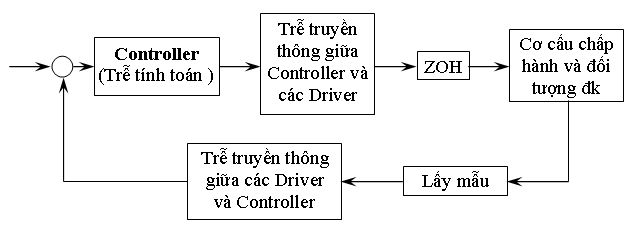 Controller
(Trễ tính toán )
Trễ truyền
thông giữa
Controller và
các Driver
ZOH
Cơ cấu chấp
hành và đối
tượng đk
Lấy mẫu
Trễ truyền thông
giữa các Driver
và Controller